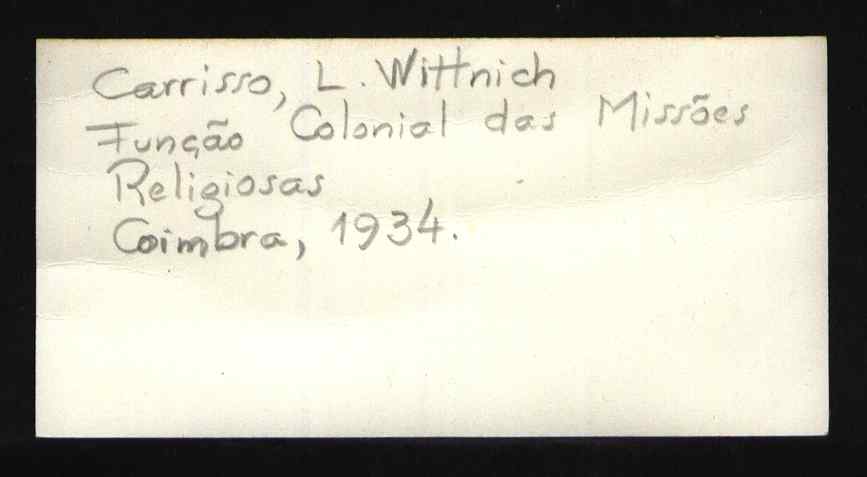 Carrisso, L. Wittnich
Função Colonial das Missões
Religiosas
Coimbra, 1934.